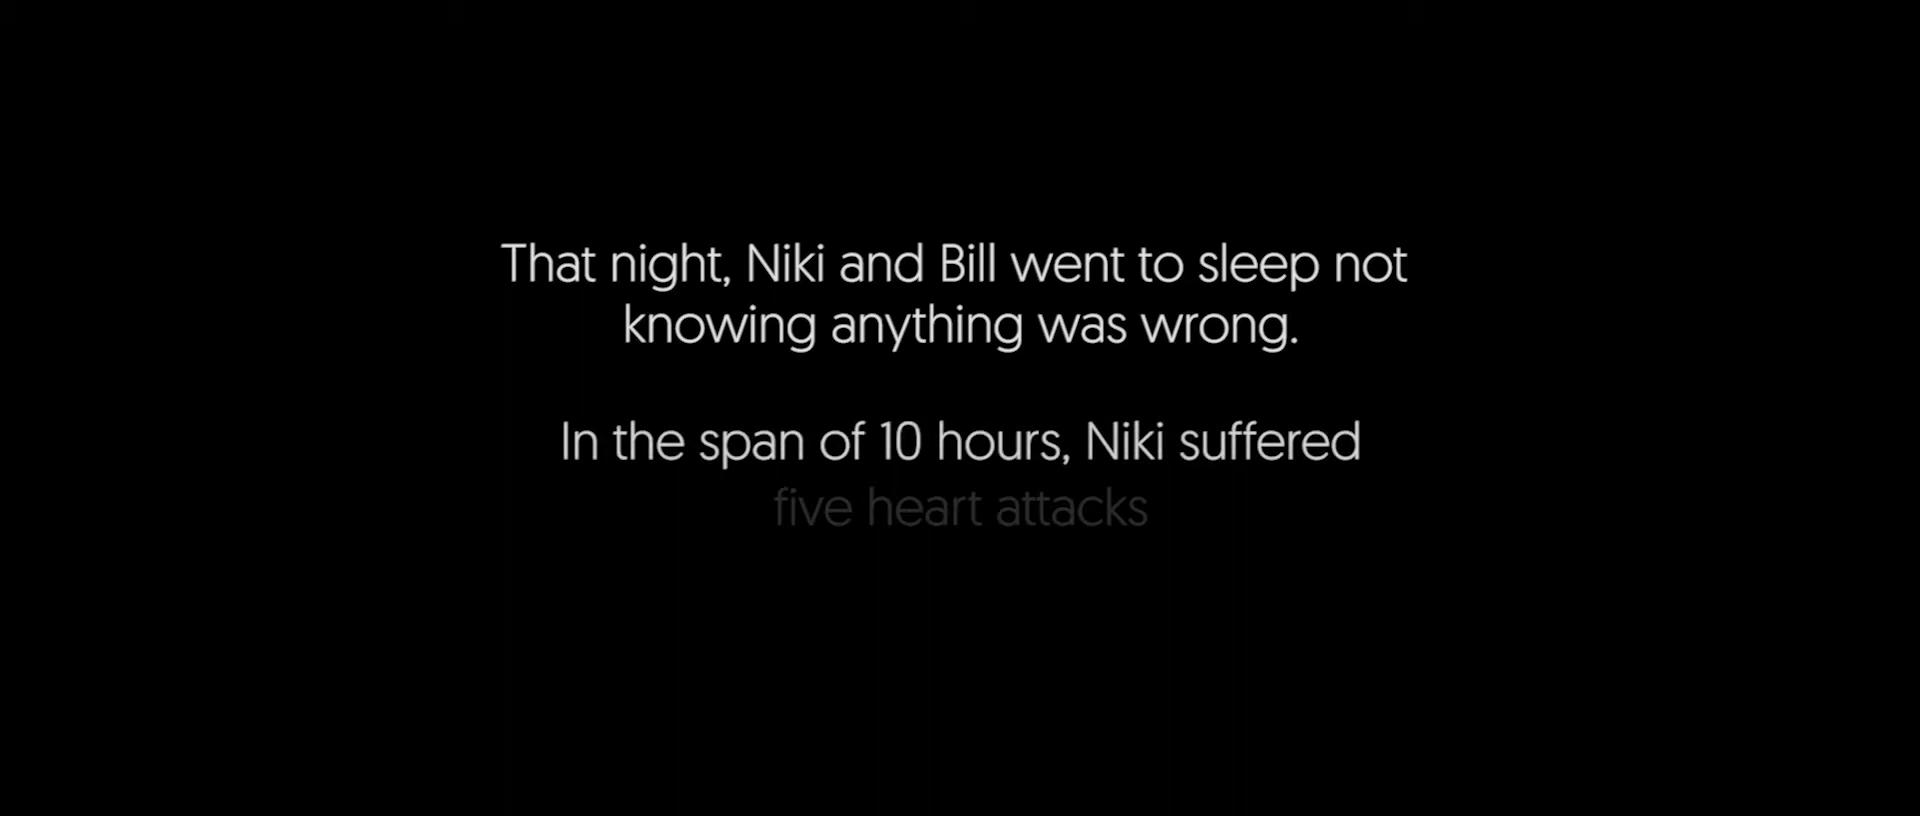 That night, Niki and Bill went to sleep not
knowing anything was wrong.
In the span of 10 hours, Niki suffered
five heart attacks